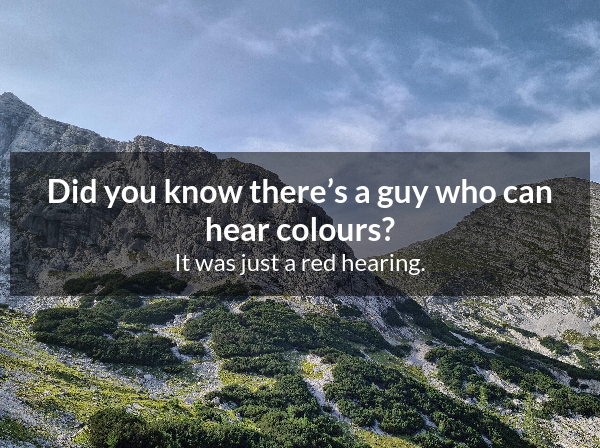 Did you know there’s a guy who can
hear colours?
It was just a red hearing.